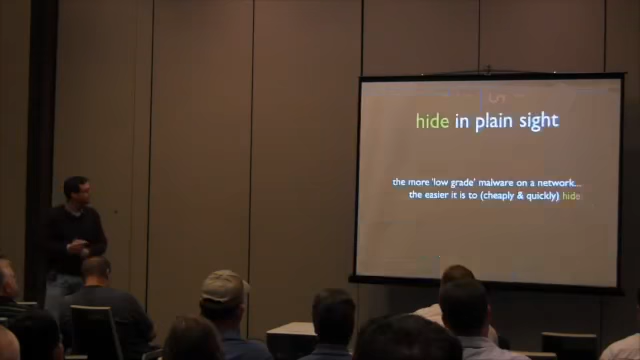 hide in plain sight
the more 'low grade' malware on a network...
the easier it is to (cheaply & quickly) hide